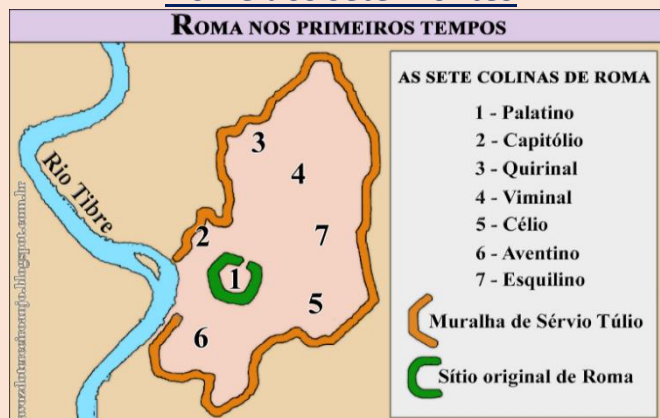 ROMA NOS PRIMEIROS TEMPOS
Rio Tibre
3
4
2
7
1
5
6
AS SETE COLINAS DE ROMA
1 - Palatino
2 - Capitólio
3 - Quirinal
4 - Viminal
5 - Célio
6 - Aventino
7 - Esquilino
Muralha de Sérvio Túlio
Sítio original de Roma